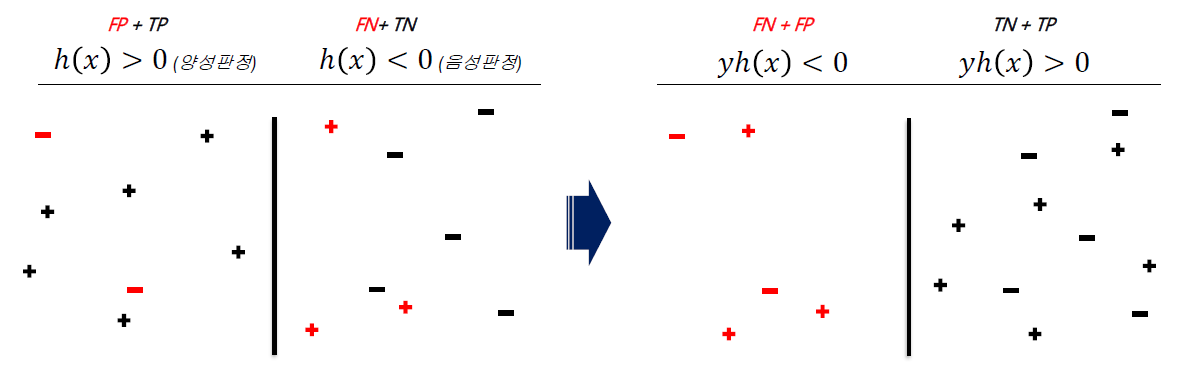 FP + TP
FN+ TN
FN + FP
TN + TP
h(x) > 0 (양성판정)
h(x) < 0 (음성판정)
yh(x) < 0
yh(x) > 0